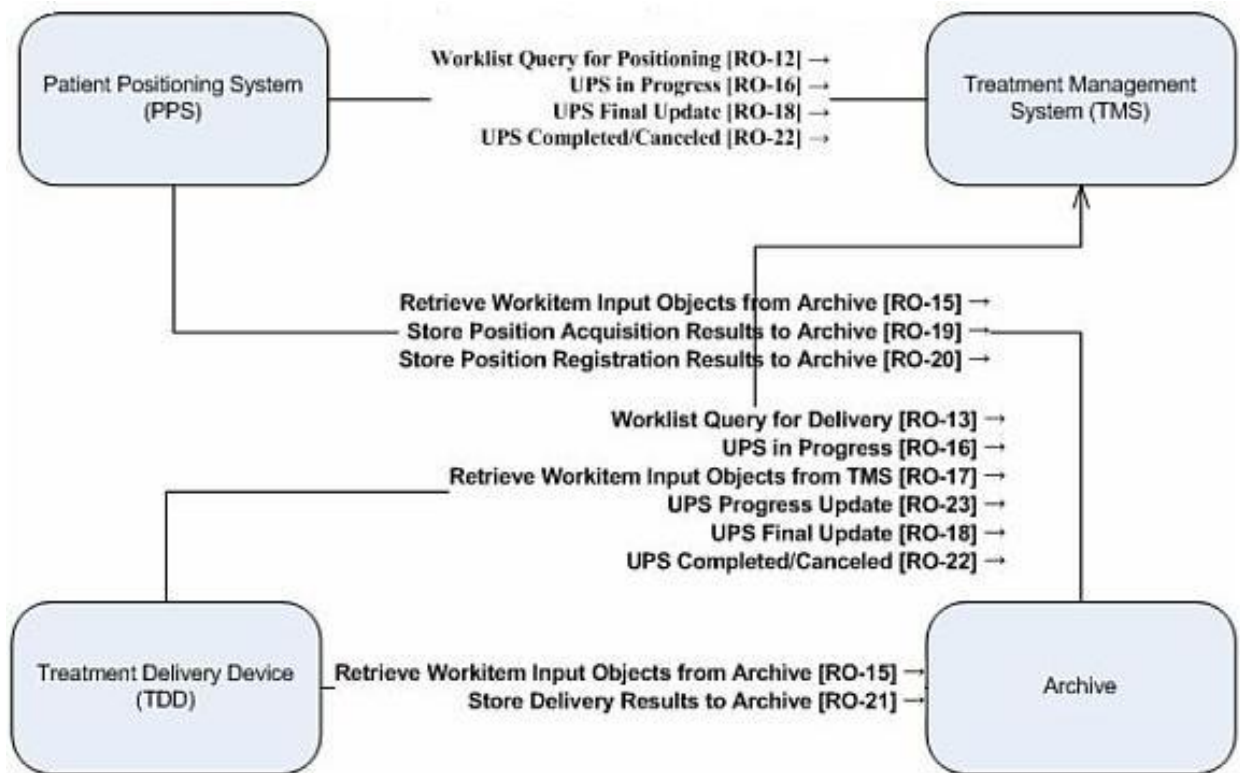 Patient Positioning System
(PPS)
Worklist Query for Positioning [RO-12] →
UPS in Progress [RO-16] →
UPS Final Update [RO-18] →
UPS Completed/Canceled [RO-22] →
Treatment Management
System (TMS)
Retrieve Workitem Input Objects from Archive [RO-15] →
Store Position Acquisition Results to Archive [RO-19] →
Store Position Registration Results to Archive [RO-20] →
Worklist Query for Delivery [RO-13] →
UPS in Progress [RO-16] →
Retrieve Workitem Input Objects from TMS [RO-17] →
UPS Progress Update [RO-23] →
UPS Final Update [RO-18] →
UPS Completed/Canceled [RO-22] →
Treatment Delivery Device
(TDD)
Retrieve Workitem Input Objects from Archive [RO-15] →
Store Delivery Results to Archive [RO-21] →
Archive